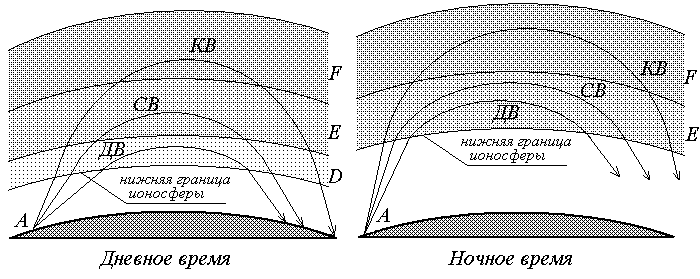 КВ
F
СВ
E
ДВ
нижняя граница
ионосферы
D
A
Дневное время
КВ
F
СВ
ДВ
E
нижняя граница
ионосферы
A
Ночное время